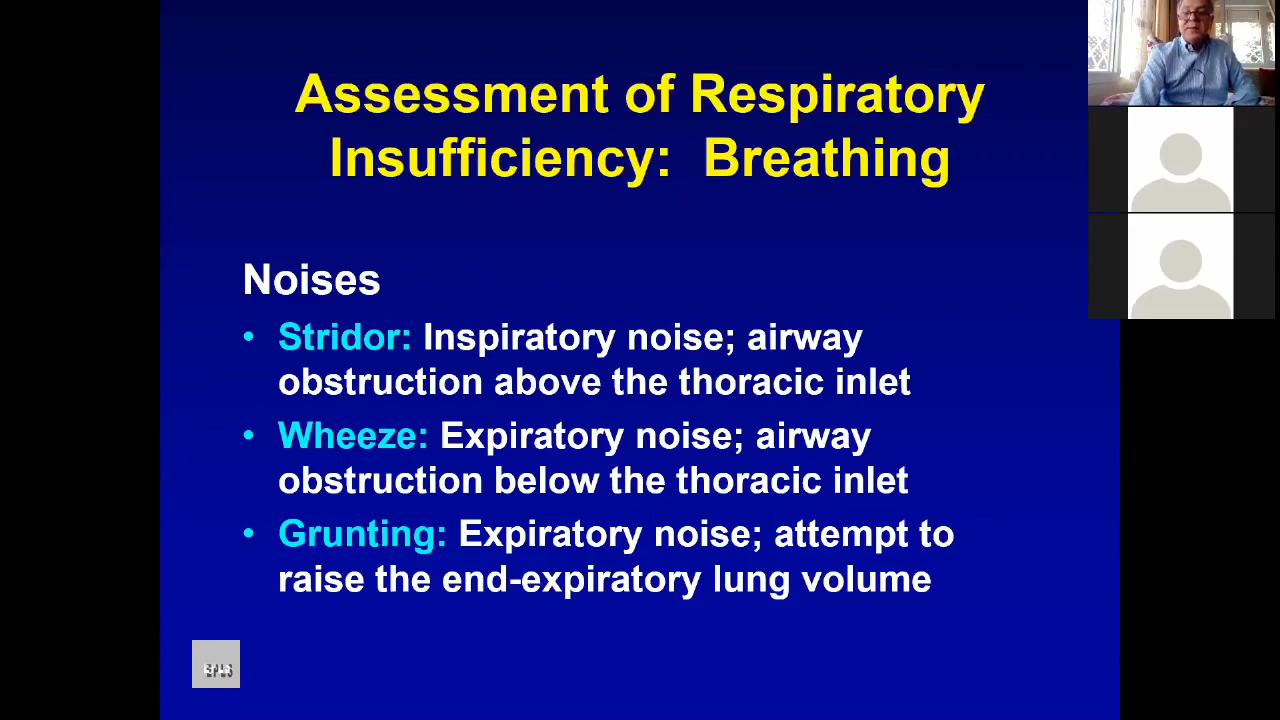 Assessment of Respiratory
Insufficiency: Breathing
Noises
• Stridor: Inspiratory noise; airway
obstruction above the thoracic inlet
• Wheeze: Expiratory noise; airway
obstruction below the thoracic inlet
• Grunting: Expiratory noise; attempt to
raise the end-expiratory lung volume